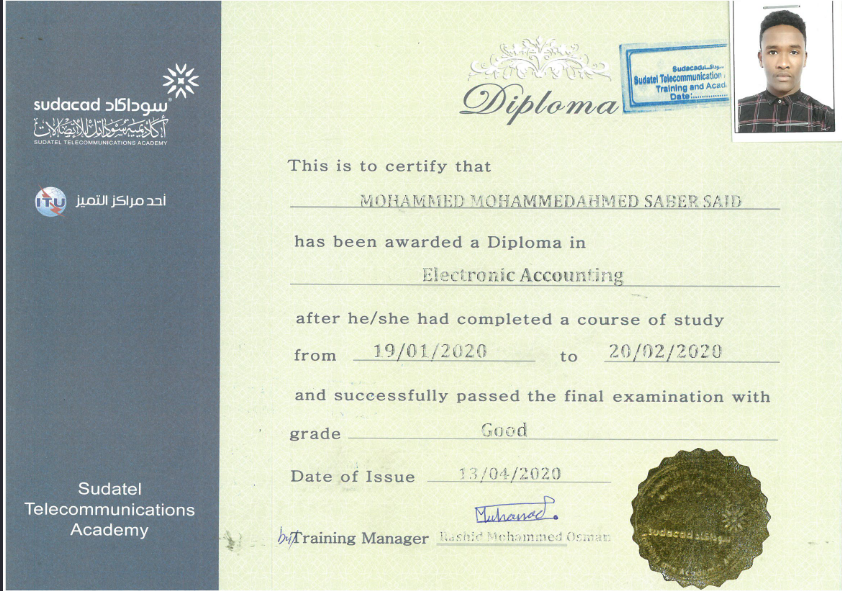 sudacad سوداكاد
أكاديمية سوداتل للاتصالات
SUDATEL TELECOMMUNICATIONS ACADEMY
ITU أحد مراكز التميز
Sudatel
Telecommunications
Academy
Diploma
Sudacad
Sudatel Telecommunication
Training and Acad
Date:
This is to certify that
MOHAMMED MOHAMMEDAHMED SABER SAID
has been awarded a Diploma in
Electronic Accounting
after he/she had completed a course of study
from 19/01/2020 to 20/02/2020
and successfully passed the final examination with
grade Good
Date of Issue 13/04/2020
Muhanad
Training Manager Rashid Mohammed Osman
sudacad